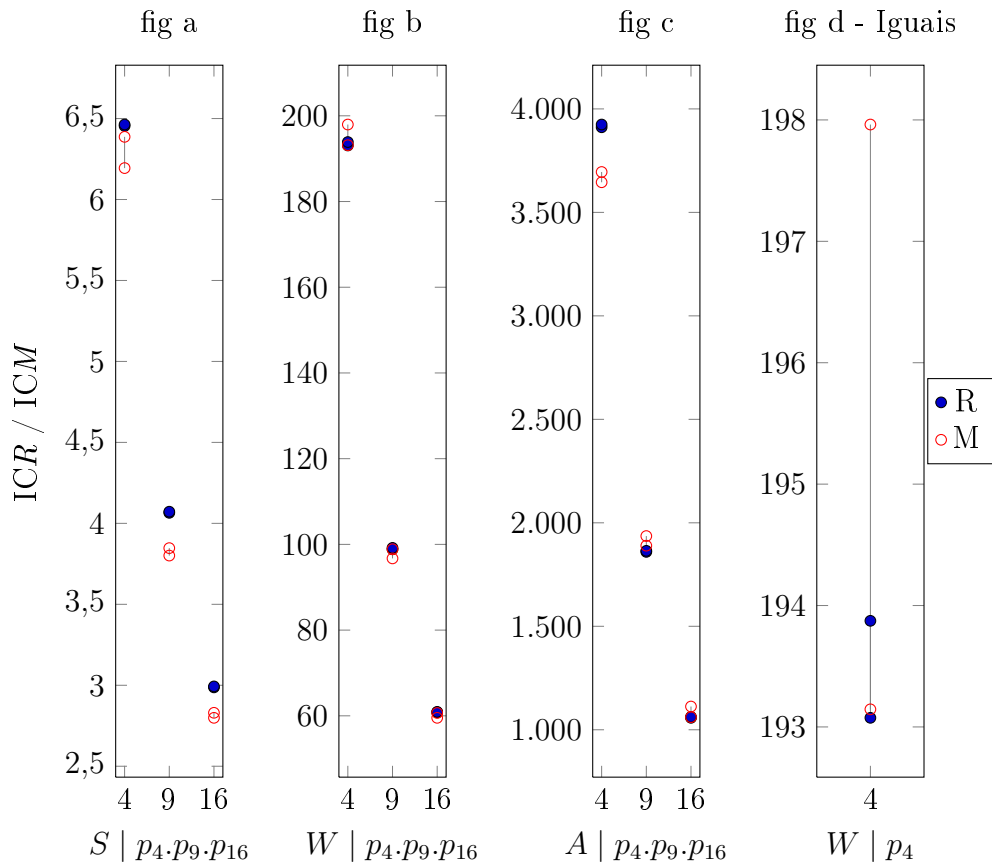 fig a
fig b
fig c
fig d - Iguais
6,5
6
5,5
5
4,5
4
3,5
3
2,5
200
180
160
140
120
100
80
60
4.000
3.500
3.000
2.500
2.000
1.500
1.000
198
197
196
195
194
193
ICR / ICM
R
M
4 9 16
4 9 16
4 9 16
4
S | p₄.p₉.p₁₆
W | p₄.p₉.p₁₆
A | p₄.p₉.p₁₆
W | p₄